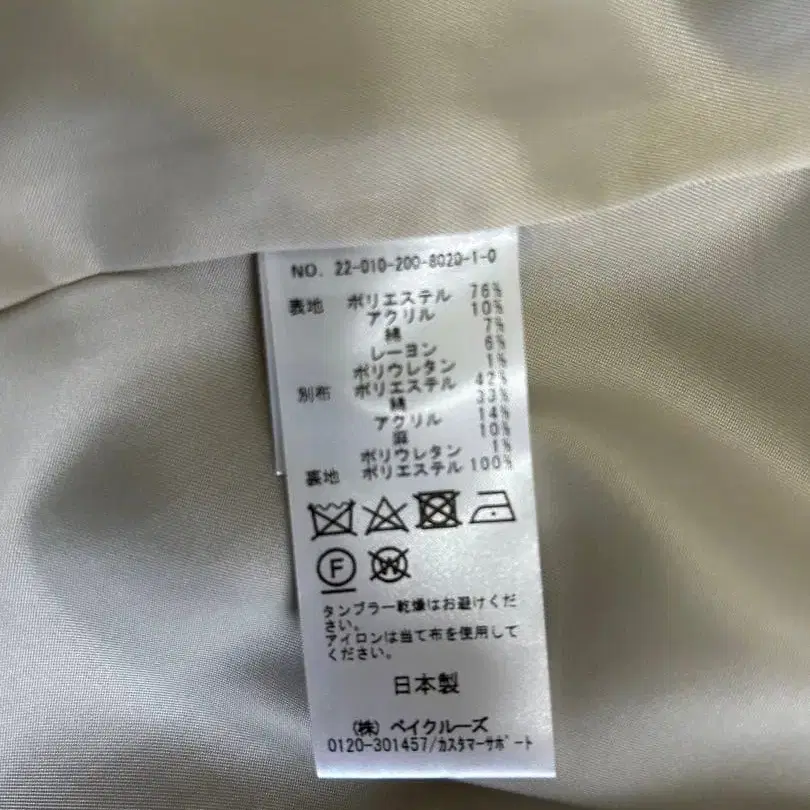 NO. 22-010-200-8020-1-0
表地 ポリエステル 76%
アクリル 10%
綿 7%
レーヨン 6%
ポリウレタン 1%
別布 ポリエステル 42%
綿 33%
アクリル 14%
麻 10%
ポリウレタン 1%
裏地 ポリエステル 100%
F W
タンブラー乾燥はお避けくだ
さい。
アイロンは当て布を使用して
ください。
日本製
(株) ベイクルーズ
0120-301457/カスタマーサポート